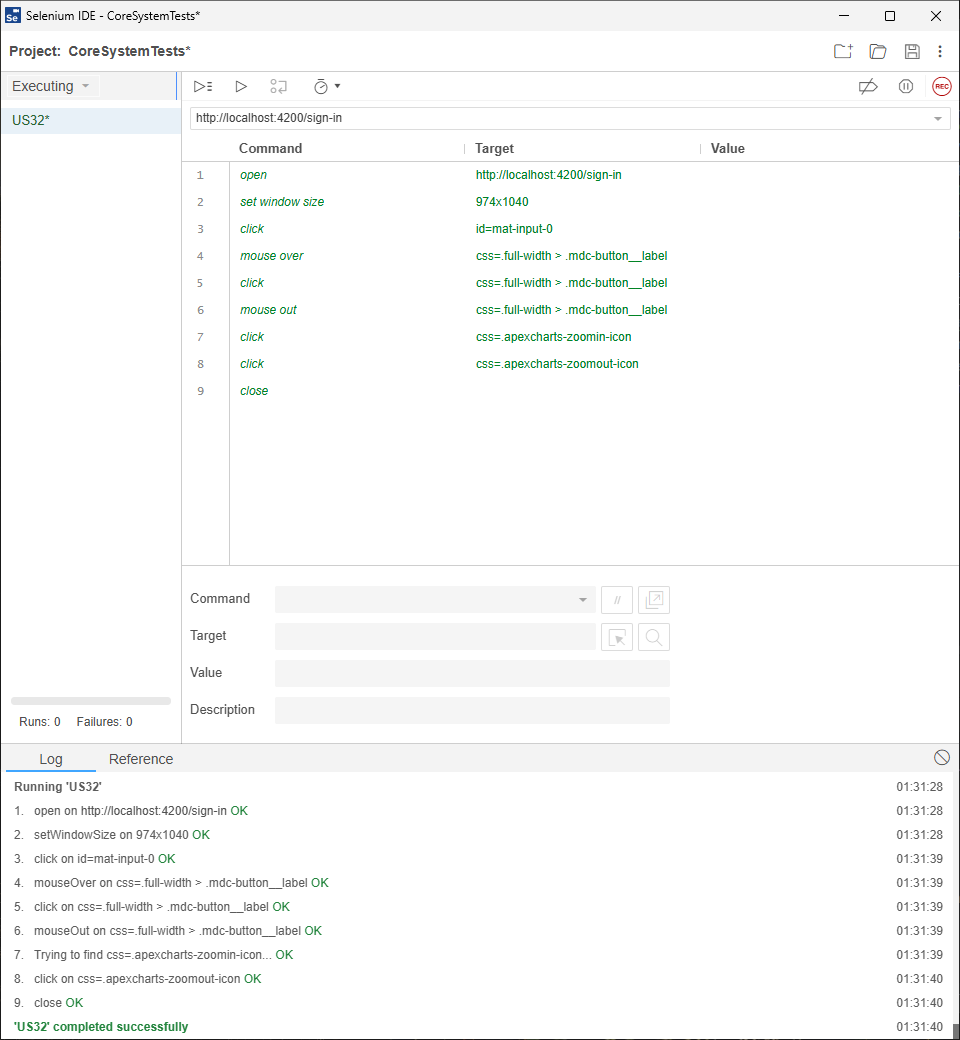 Se Selenium IDE - CoreSystemTests*
Project: CoreSystemTests*
Executing
US32*
REC
http://localhost:4200/sign-in
Command Target Value
1 open http://localhost:4200/sign-in
2 set window size 974x1040
3 click id=mat-input-0
4 mouse over css=.full-width > .mdc-button__label
5 click css=.full-width > .mdc-button__label
6 mouse out css=.full-width > .mdc-button__label
7 click css=.apexcharts-zoomin-icon
8 click css=.apexcharts-zoomout-icon
9 close
Command //
Target
Value
Description
Runs: 0 Failures: 0
Log Reference
Running 'US32' 01:31:28
1. open on http://localhost:4200/sign-in OK 01:31:28
2. setWindowSize on 974x1040 OK 01:31:28
3. click on id=mat-input-0 OK 01:31:39
4. mouseOver on css=.full-width > .mdc-button__label OK 01:31:39
5. click on css=.full-width > .mdc-button__label OK 01:31:39
6. mouseOut on css=.full-width > .mdc-button__label OK 01:31:39
7. Trying to find css=.apexcharts-zoomin-icon... OK 01:31:39
8. click on css=.apexcharts-zoomout-icon OK 01:31:40
9. close OK 01:31:40
'US32' completed successfully 01:31:40